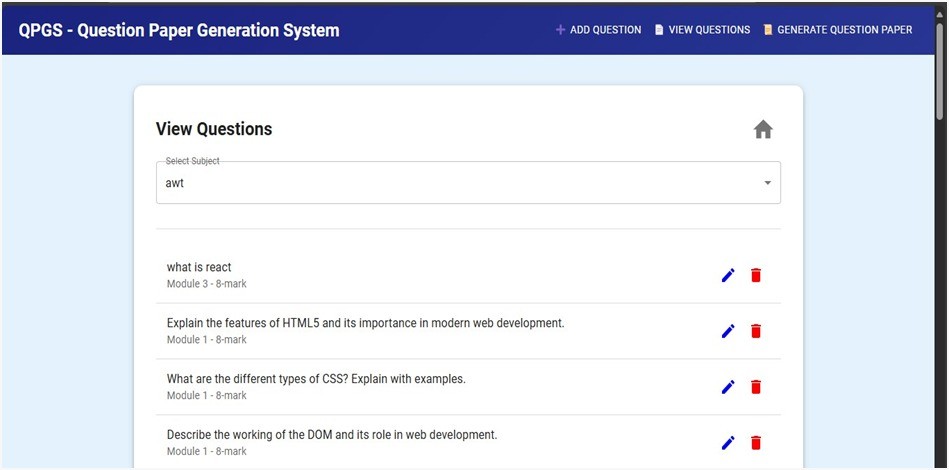 QPGS - Question Paper Generation System
ADD QUESTION
VIEW QUESTIONS
GENERATE QUESTION PAPER
View Questions
Select Subject
awt
what is react
Module 3 - 8-mark
Explain the features of HTML5 and its importance in modern web development.
Module 1 - 8-mark
What are the different types of CSS? Explain with examples.
Module 1 - 8-mark
Describe the working of the DOM and its role in web development.
Module 1 - 8-mark